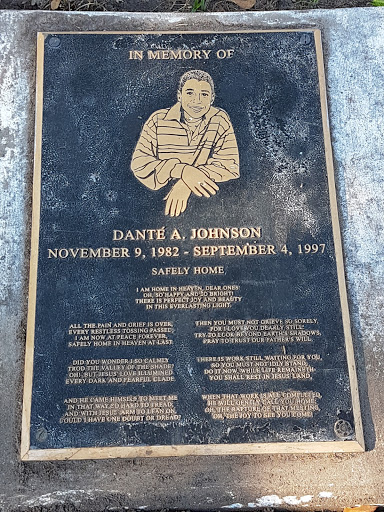 IN MEMORY OF
DANTE A. JOHNSON
NOVEMBER 9, 1982 - SEPTEMBER 4, 1997
SAFELY HOME
I AM HOME IN HEAVEN, DEAR ONES;
OH, SO HAPPY AND SO BRIGHT!
THERE IS PERFECT JOY AND BEAUTY
IN THIS EVERLASTING LIGHT.
ALL THE PAIN AND GRIEF IS OVER,
EVERY RESTLESS TOSSING PASSED;
I AM NOW AT PEACE FOREVER,
SAFELY HOME IN HEAVEN AT LAST.
DID YOU WONDER I SO CALMLY
TROD THE VALLEY OF THE SHADE?
OH! BUT JESUS' LOVE ILLUMINED
EVERY DARK AND FEARFUL GLADE.
AND HE CAME HIMSELF TO MEET ME
IN THAT WAY SO HARD TO TREAD;
AND WITH JESUS' ARM TO LEAN ON,
COULD I HAVE ONE DOUBT OR DREAD?
THEN YOU MUST NOT GRIEVE SO SORELY,
FOR I LOVE YOU DEARLY STILL:
TRY TO LOOK BEYOND EARTH'S SHADOWS,
PRAY TO TRUST OUR FATHER'S WILL.
THERE IS WORK STILL WAITING FOR YOU,
SO YOU MUST NOT IDLY STAND;
DO IT NOW, WHILE LIFE REMAINETH-
YOU SHALL REST IN JESUS' LAND.
WHEN THAT WORK IS ALL COMPLETED,
HE WILL GENTLY CALL YOU HOME;
OH, THE RAPTURE OF THAT MEETING,
OH, THE JOY TO SEE YOU COME!